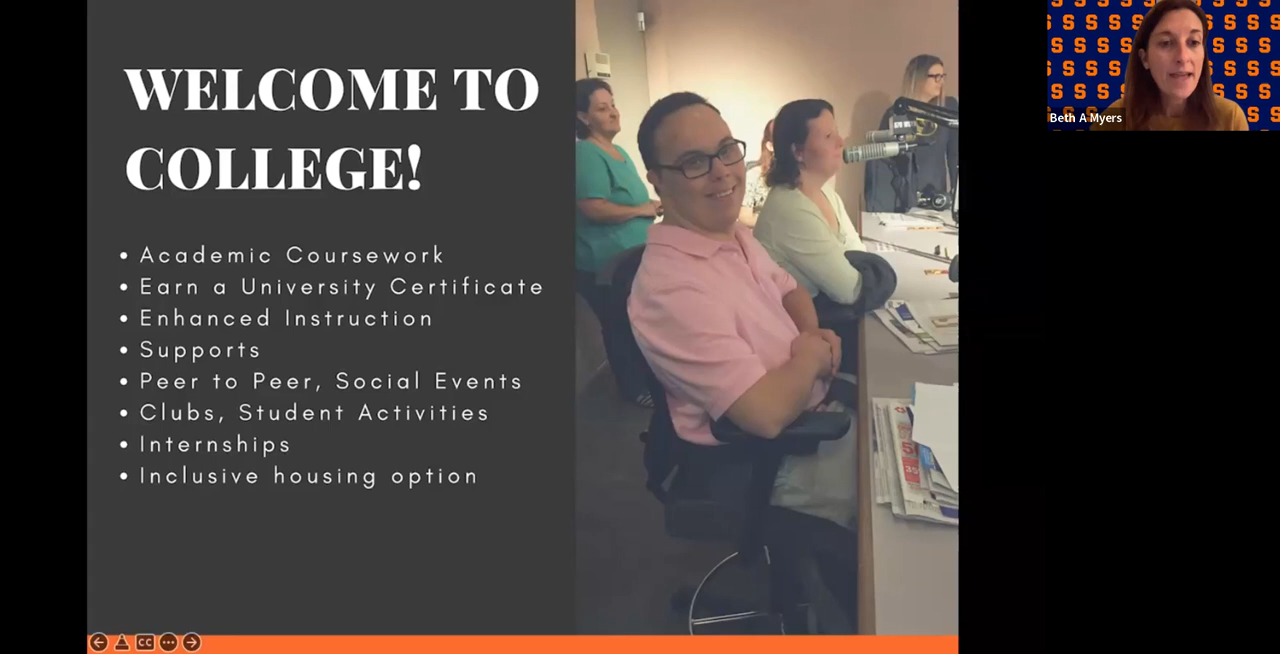 WELCOME TO
COLLEGE!
• Academic Coursework
• Earn a University Certificate
• Enhanced Instruction
• Supports
• Peer to Peer, Social Events
• Clubs, Student Activities
• Internships
• Inclusive housing option
CC
Beth A Myers